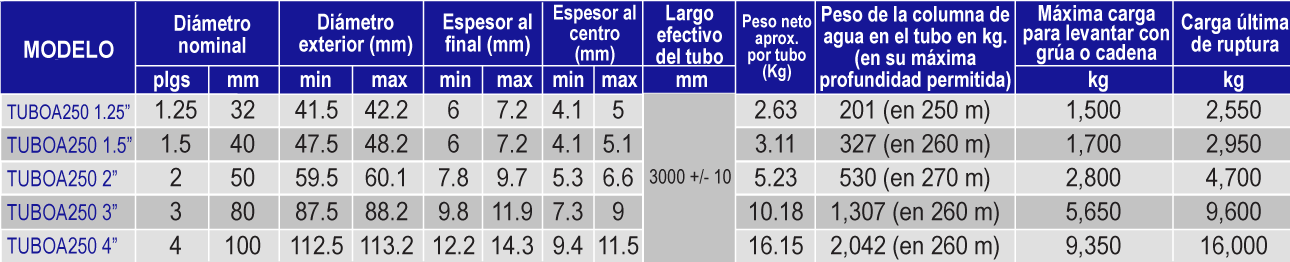 MODELO Diámetro nominal Diámetro exterior (mm) Espesor al final (mm) Espesor al centro (mm) Largo efectivo del tubo Peso neto aprox. por tubo (Kg) Peso de la columna de agua en el tubo en kg. (en su máxima profundidad permitida) Máxima carga para levantar con grúa o cadena Carga última de ruptura
plgs mm min max min max min max mm kg kg
TUBOA250 1.25” 1.25 32 41.5 42.2 6 7.2 4.1 5 2.63 201 (en 250 m) 1,500 2,550
TUBOA250 1.5” 1.5 40 47.5 48.2 6 7.2 4.1 5.1 3.11 327 (en 260 m) 1,700 2,950
TUBOA250 2” 2 50 59.5 60.1 7.8 9.7 5.3 6.6 3000 +/- 10 5.23 530 (en 270 m) 2,800 4,700
TUBOA250 3” 3 80 87.5 88.2 9.8 11.9 7.3 9 10.18 1,307 (en 260 m) 5,650 9,600
TUBOA250 4” 4 100 112.5 113.2 12.2 14.3 9.4 11.5 16.15 2,042 (en 260 m) 9,350 16,000